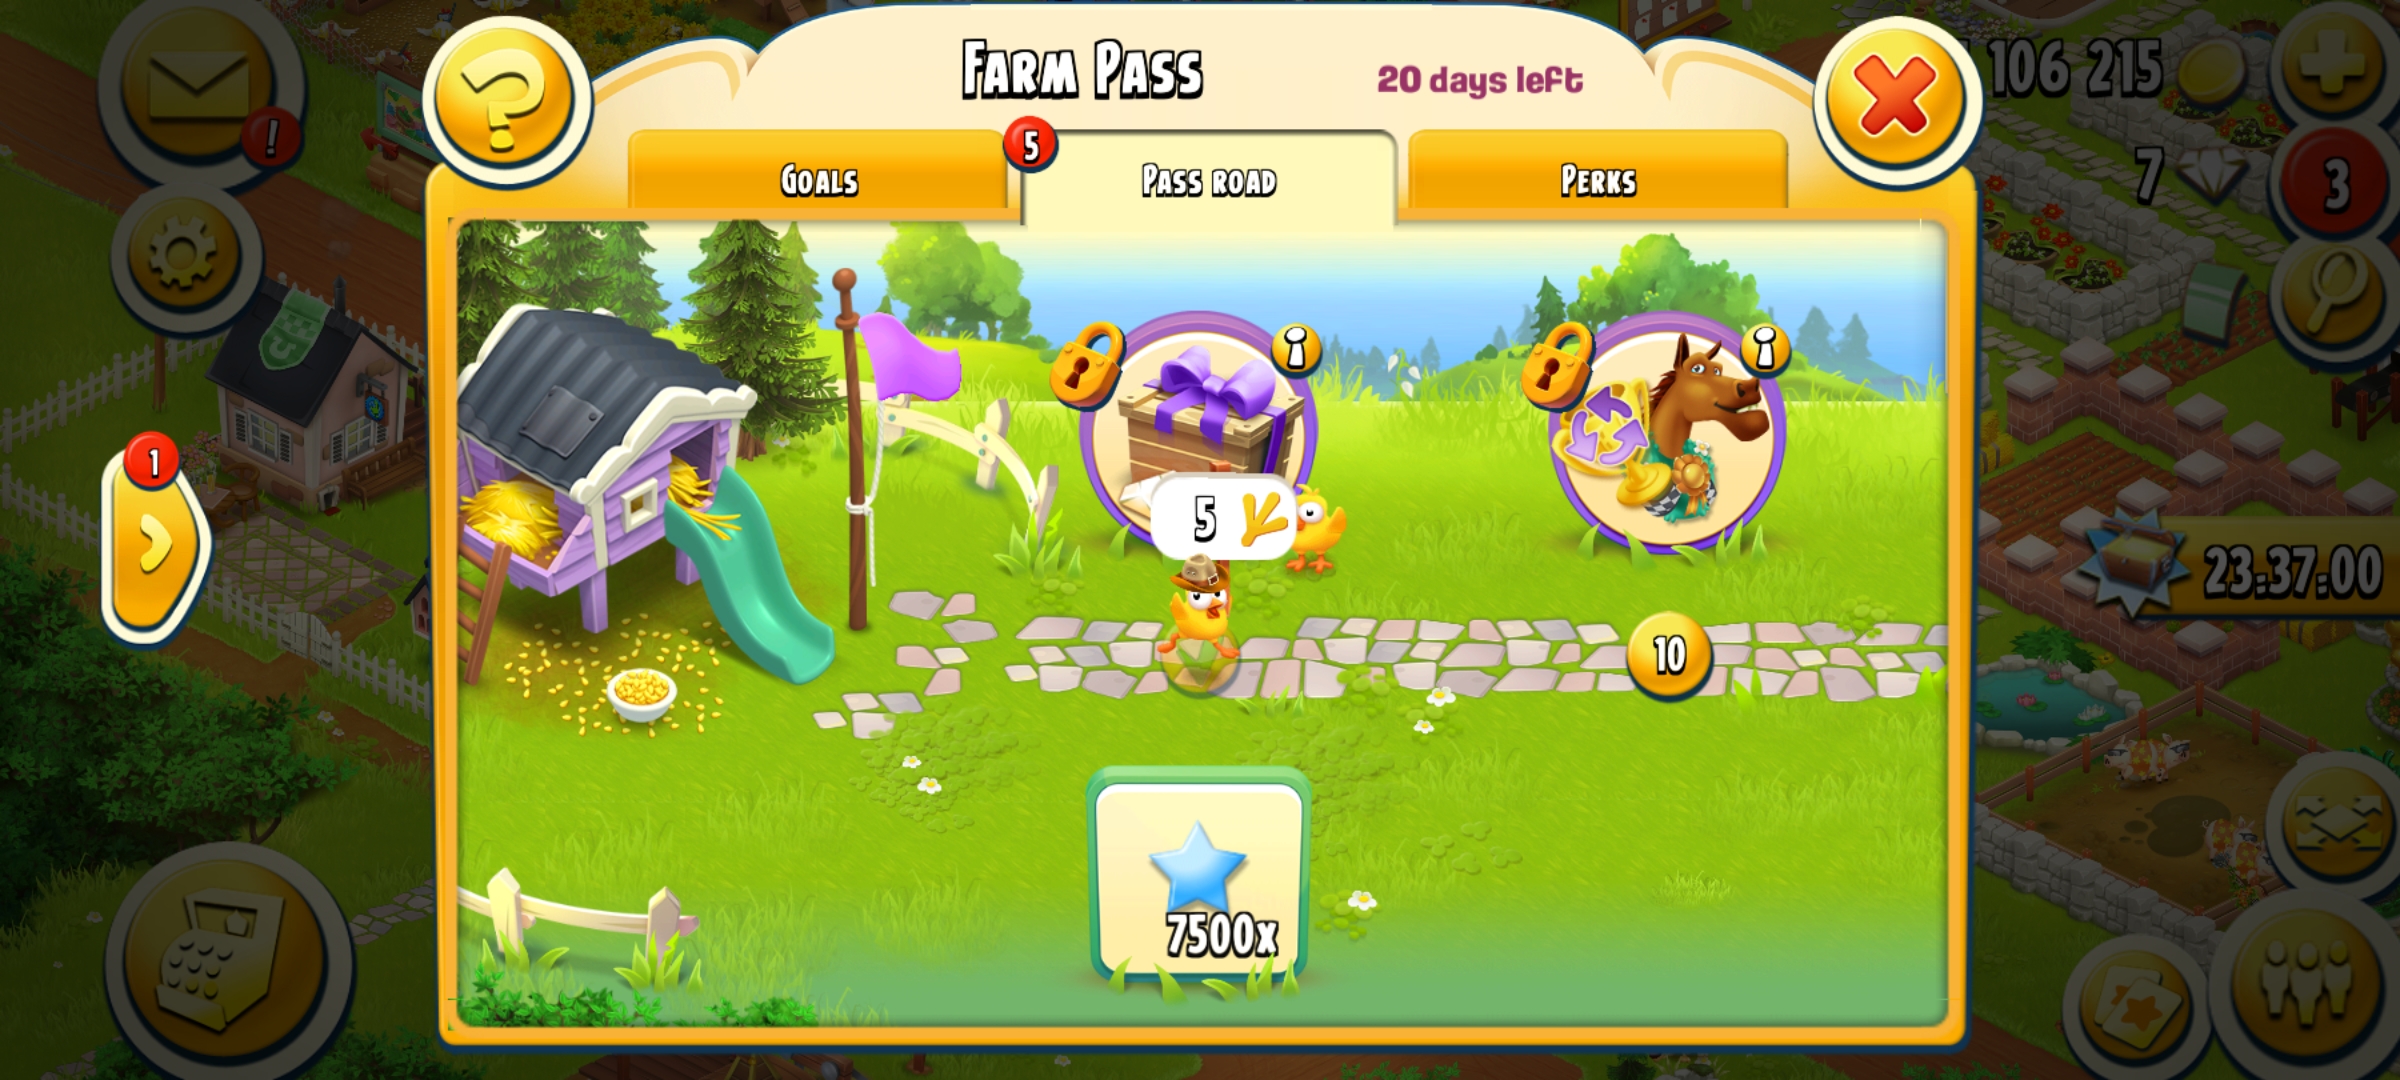 FARM PASS
20 days left
106 215
!
5
GOALS
PASS ROAD
PERKS
7
3
1
5
23:37:00
10
7500x